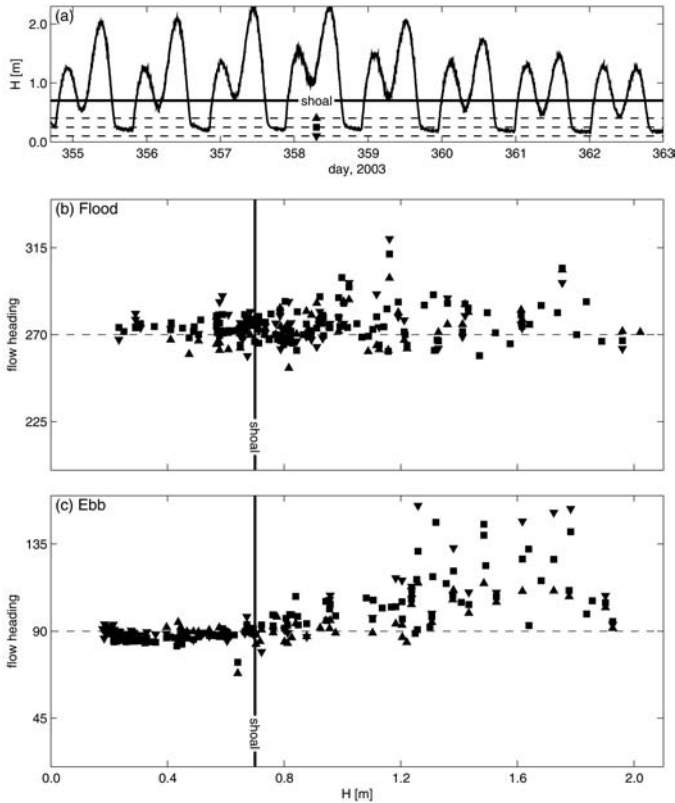 (a)
H [m]
2.0
1.0
0.0
shoal
355 356 357 358 359 360 361 362 363
day, 2003
(b) Flood
flow heading
315
270
225
shoal
(c) Ebb
flow heading
135
90
45
shoal
0.0 0.4 0.8 1.2 1.6 2.0
H [m]